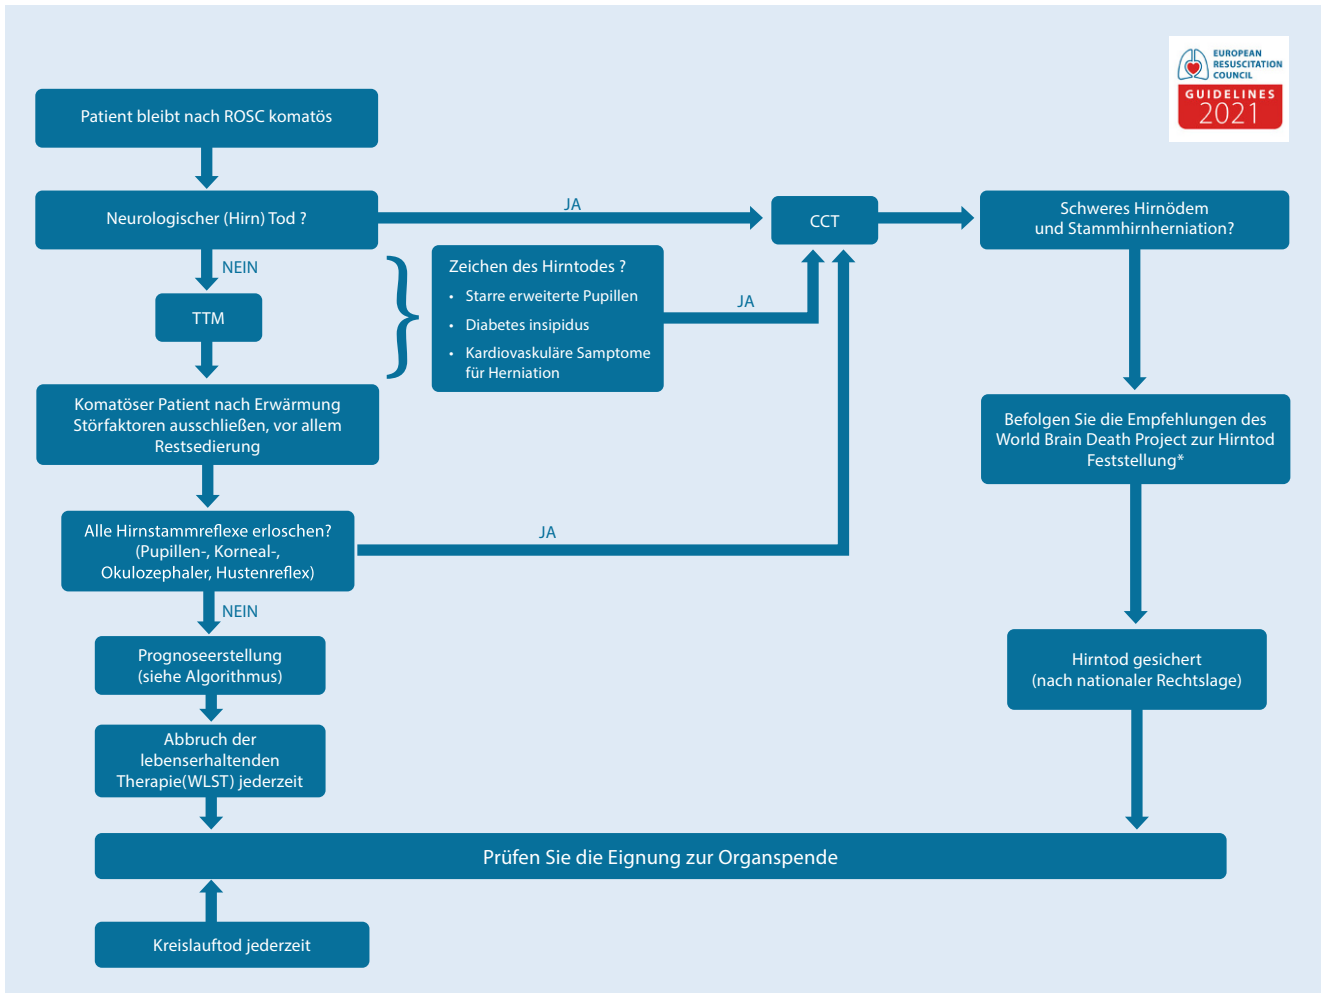 EUROPEAN
RESUSCITATION
COUNCIL
GUIDELINES
2021
Patient bleibt nach ROSC komatös
Neurologischer (Hirn) Tod ?
JA
CCT
Schweres Hirnödem
und Stammhirnherniation?
NEIN
Zeichen des Hirntodes ?
• Starre erweiterte Pupillen
• Diabetes insipidus
• Kardiovaskuläre Samptome
für Herniation
JA
TTM
Komatöser Patient nach Erwärmung
Störfaktoren ausschließen, vor allem
Restsedierung
Befolgen Sie die Empfehlungen des
World Brain Death Project zur Hirntod
Feststellung*
Alle Hirnstammreflexe erloschen?
(Pupillen-, Korneal-,
Okulozephaler, Hustenreflex)
JA
NEIN
Prognoseerstellung
(siehe Algorithmus)
Hirntod gesichert
(nach nationaler Rechtslage)
Abbruch der
lebenserhaltenden
Therapie(WLST) jederzeit
Prüfen Sie die Eignung zur Organspende
Kreislauftod jederzeit